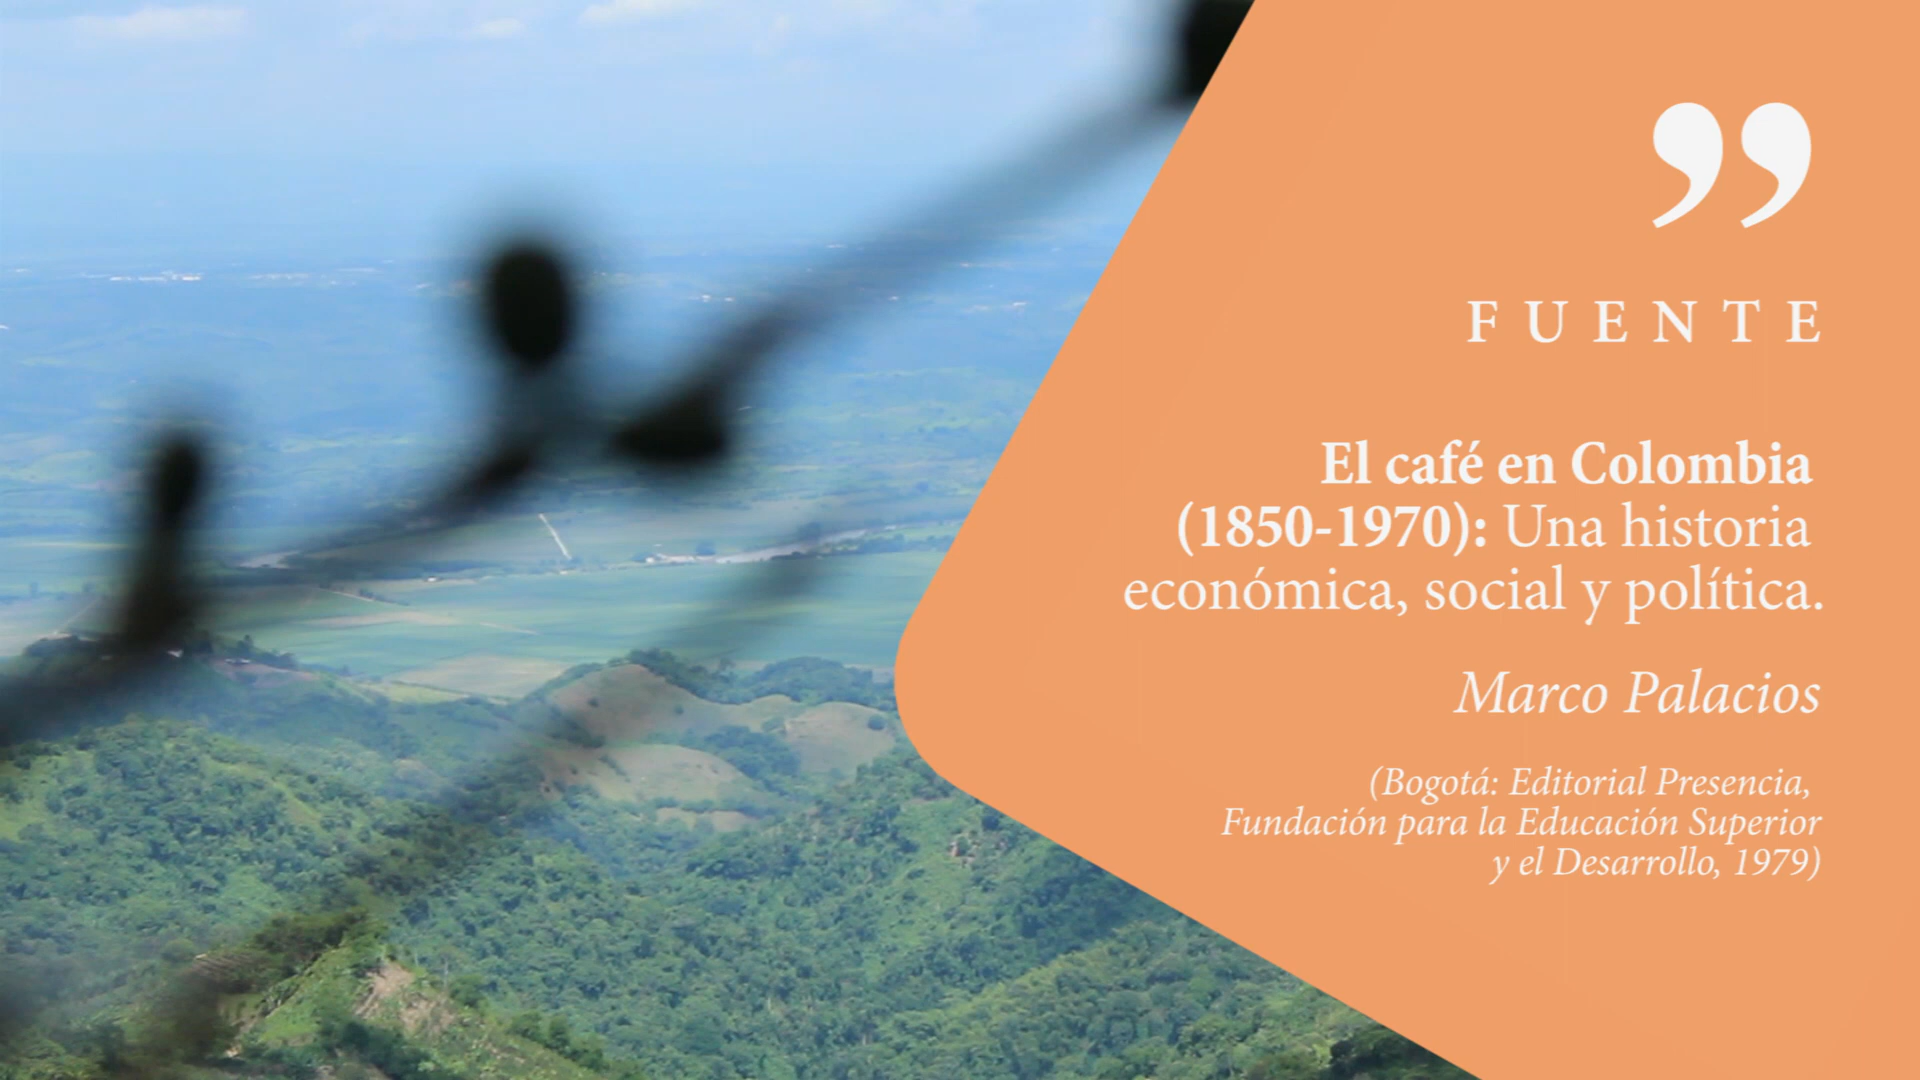 ”
FUENTE
El café en Colombia
(1850-1970): Una historia
económica, social y política.
Marco Palacios
(Bogotá: Editorial Presencia,
Fundación para la Educación Superior
y el Desarrollo, 1979)